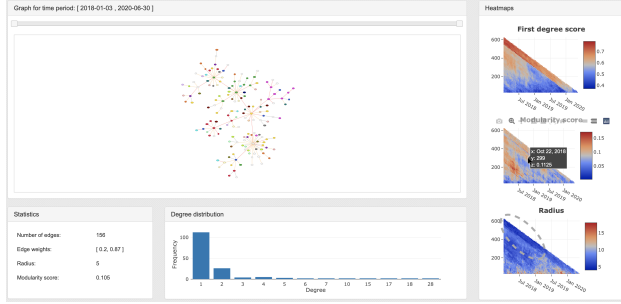 Graph for time period: [ 2018-01-03 , 2020-06-30 ]
Heatmaps
First degree score
600
400
200
0.7
0.6
0.5
0.4
Jul 2018
Jan 2019
Jul 2019
Jan 2020
Modularity score
600
400
200
x: Oct 22, 2018
y: 299
z: 0.1125
0.15
0.1
0.05
Jul 2018
Jan 2019
Jul 2019
Jan 2020
Radius
600
400
200
15
10
5
Jul 2018
Jan 2019
Jul 2019
Jan 2020
Statistics
Number of edges: 156
Edge weights: [ 0.2, 0.87 ]
Radius: 5
Modularity score: 0.105
Degree distribution
Frequency
100
50
0
1 2 3 4 5 6 7 10 15 17 18 28
Degree